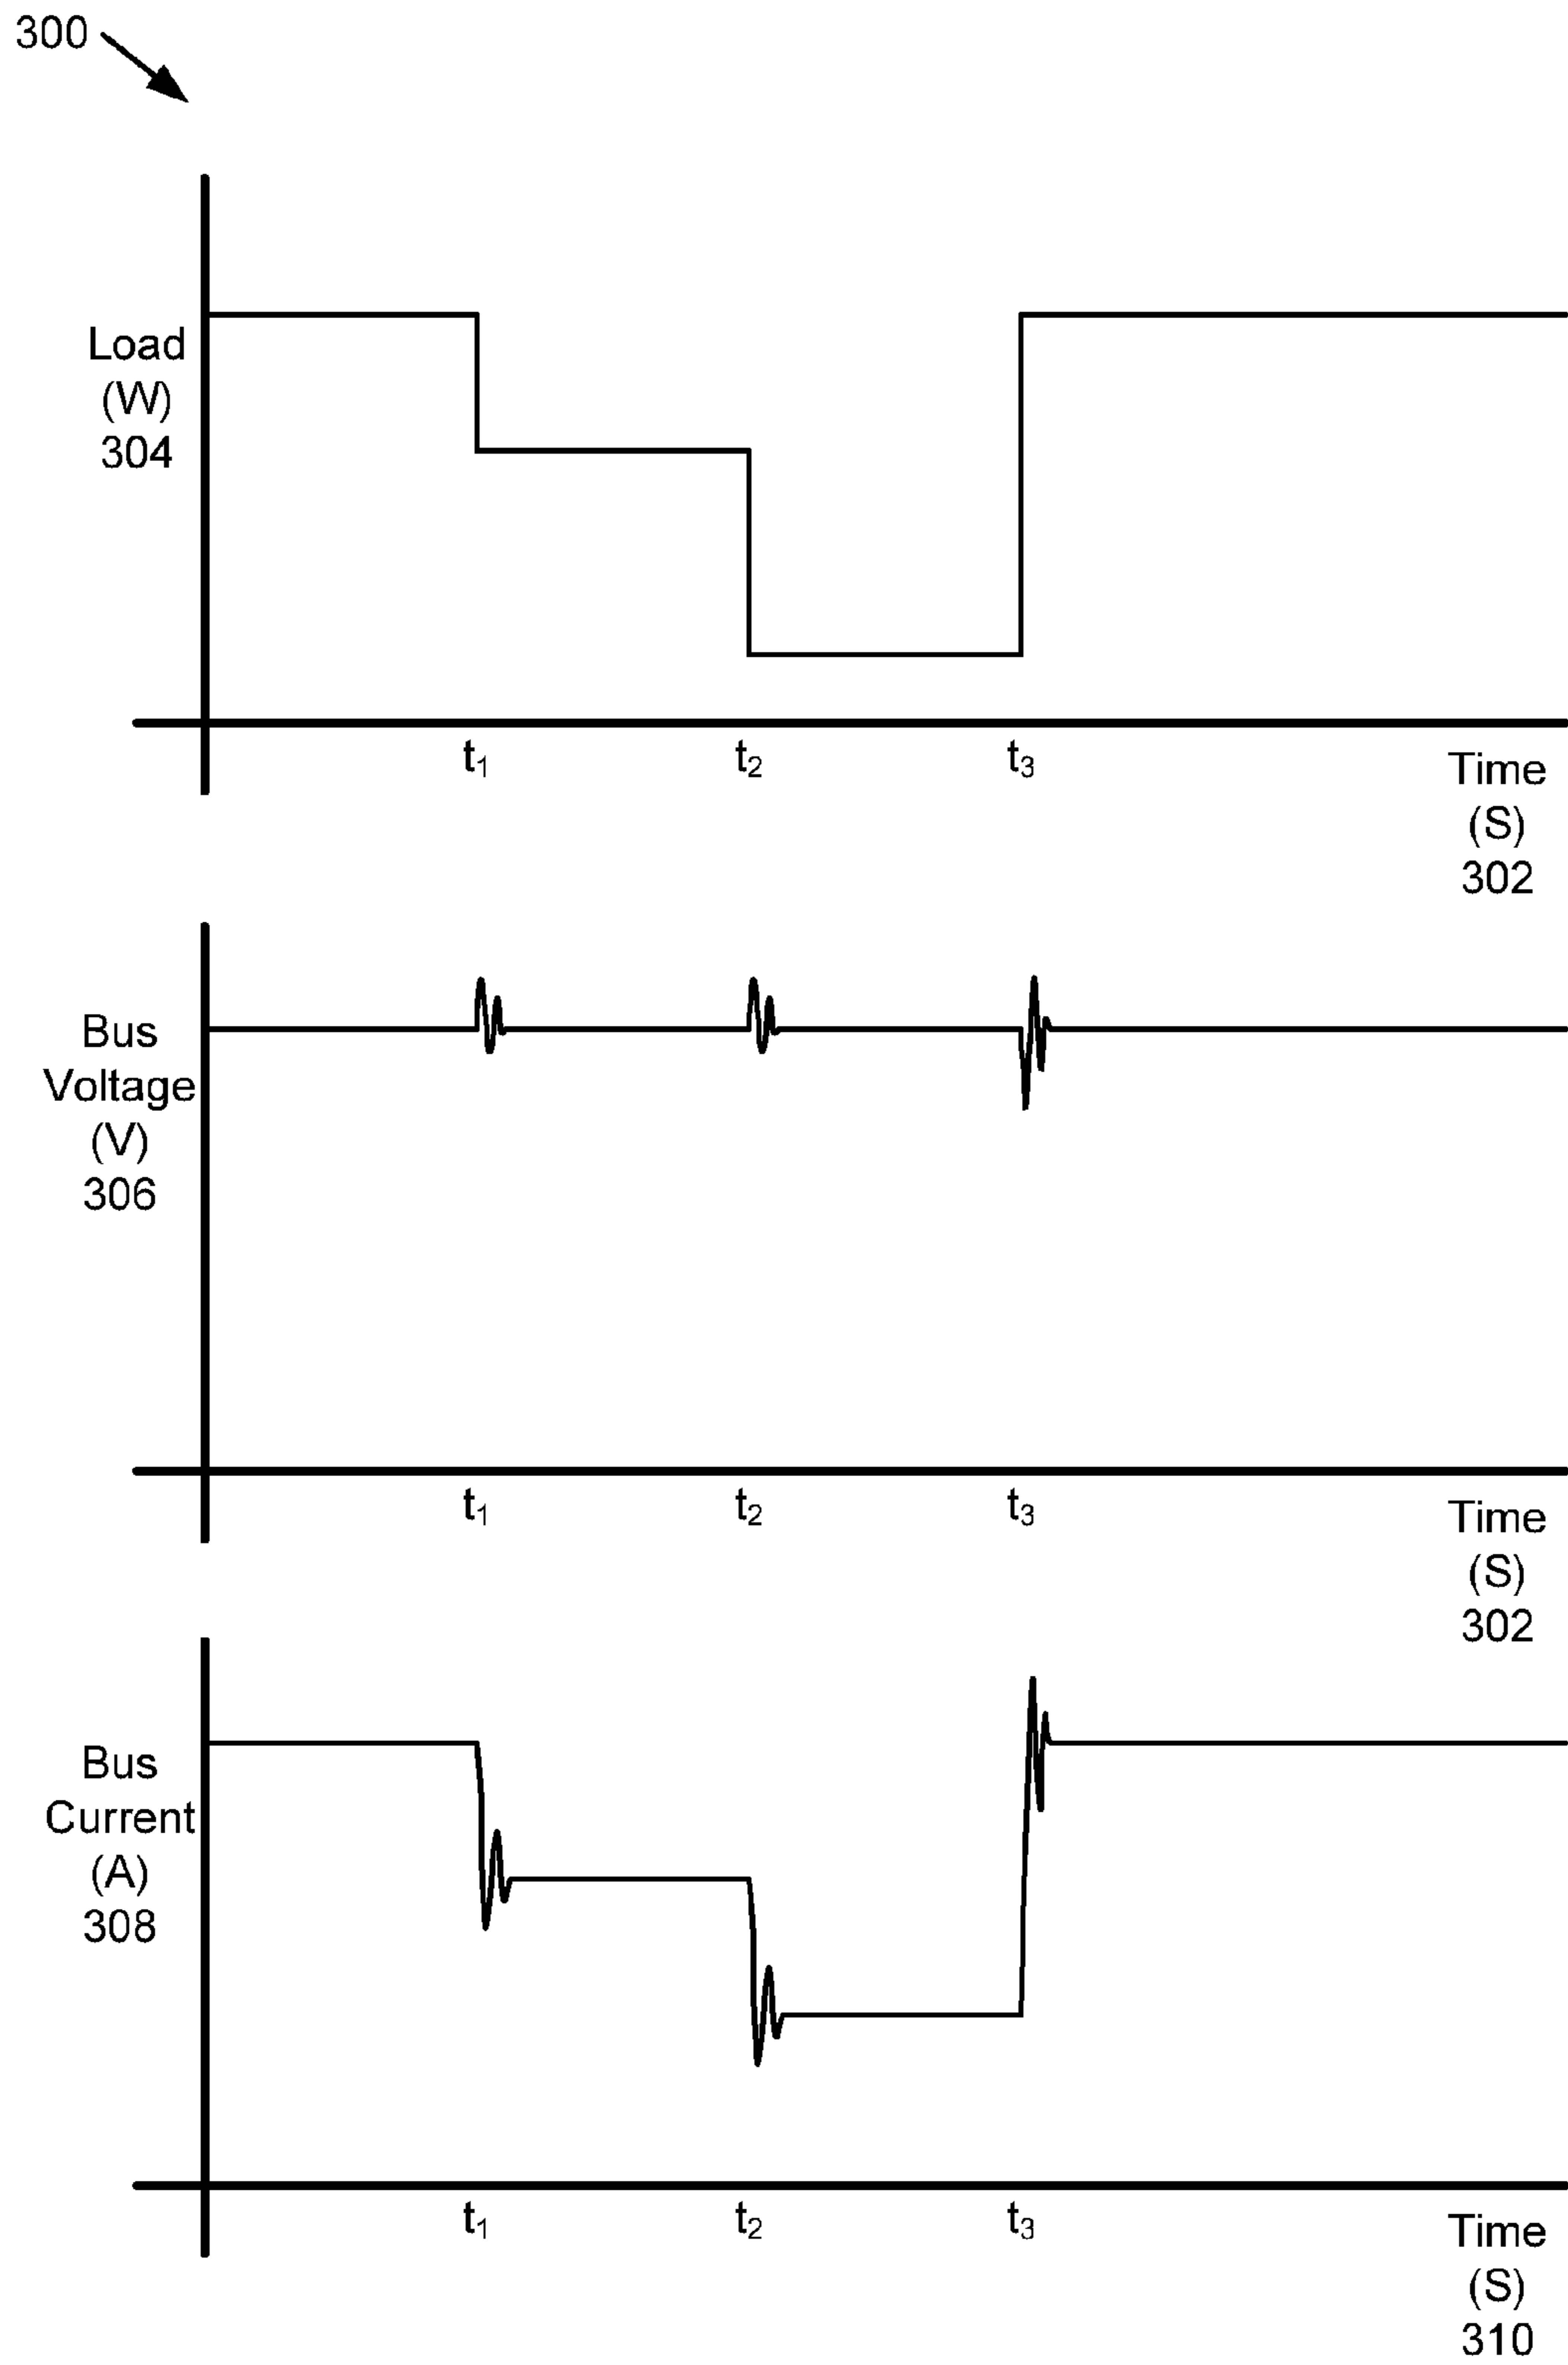 300
Load
(W)
304
t1
t2
t3
Time
(S)
302
Bus
Voltage
(V)
306
t1
t2
t3
Time
(S)
302
Bus
Current
(A)
308
t1
t2
t3
Time
(S)
310